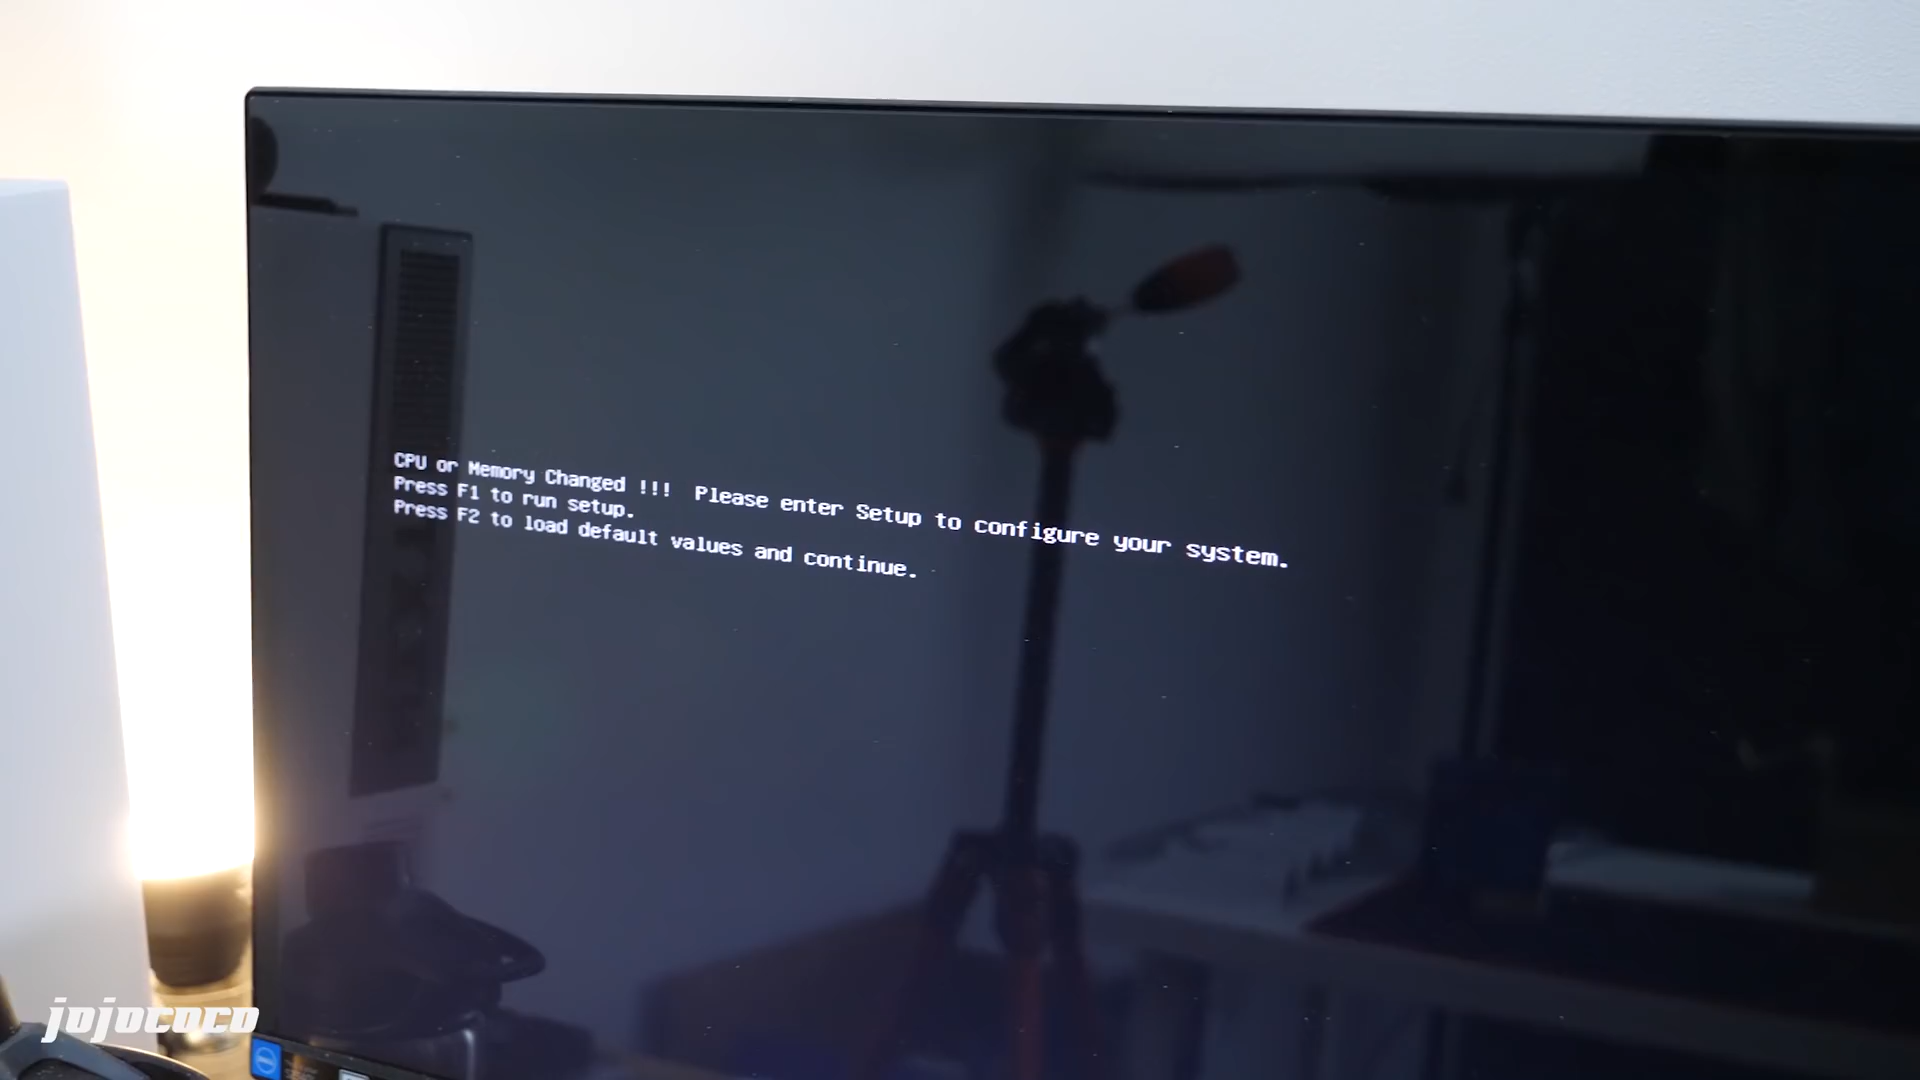 CPU or Memory Changed !!!  Please enter Setup to configure your system.
Press F1 to run setup.
Press F2 to load default values and continue.
jojococo